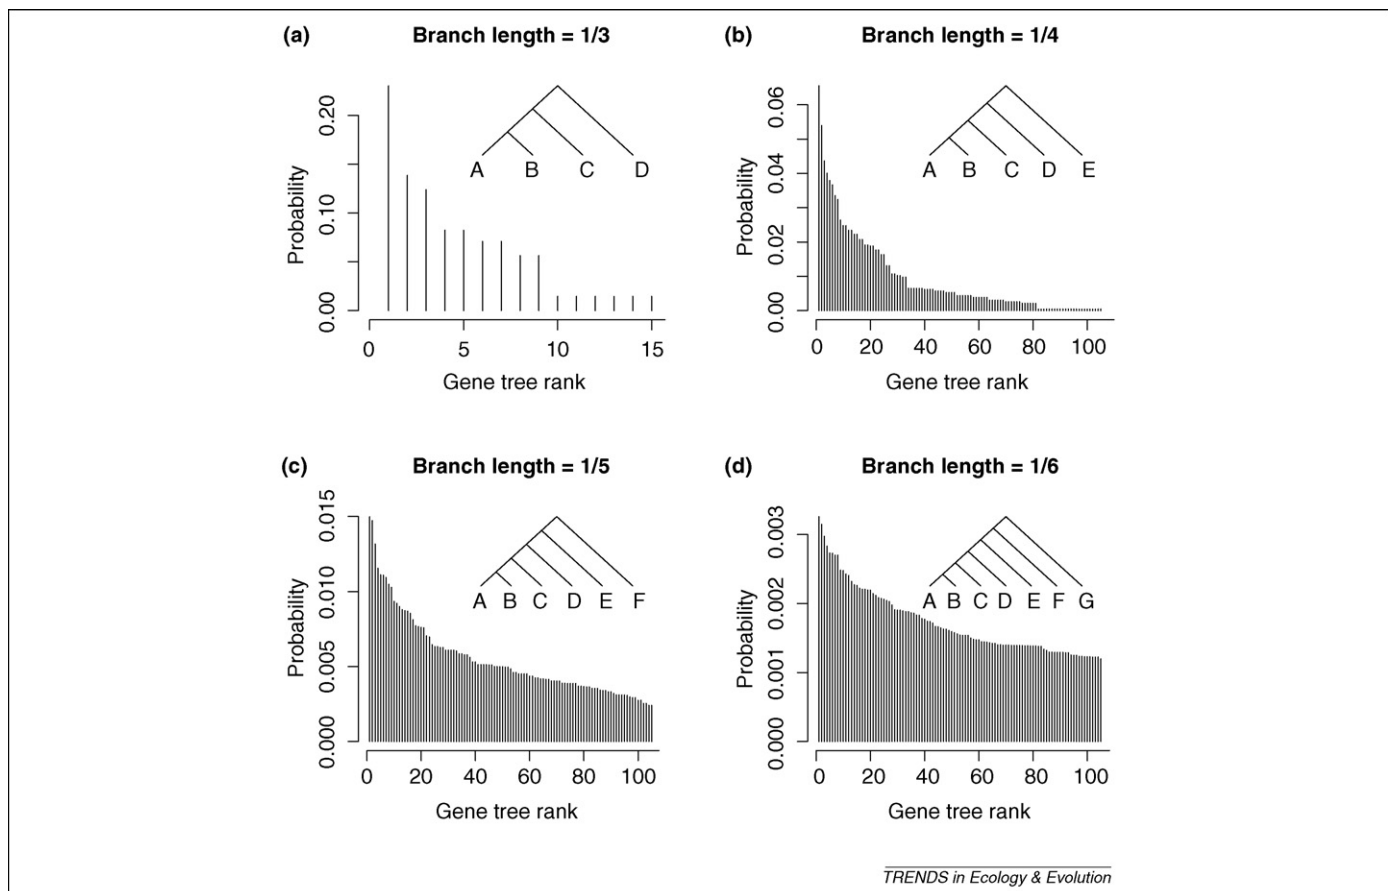 (a) Branch length = 1/3
Probability
0.20
0.10
0.00
A B C D
0 5 10 15
Gene tree rank
(b) Branch length = 1/4
Probability
0.06
0.04
0.02
0.00
A B C D E
0 20 40 60 80 100
Gene tree rank
(c) Branch length = 1/5
Probability
0.015
0.010
0.005
0.000
A B C D E F
0 20 40 60 80 100
Gene tree rank
(d) Branch length = 1/6
Probability
0.003
0.002
0.001
0.000
A B C D E F G
0 20 40 60 80 100
Gene tree rank
TRENDS in Ecology & Evolution